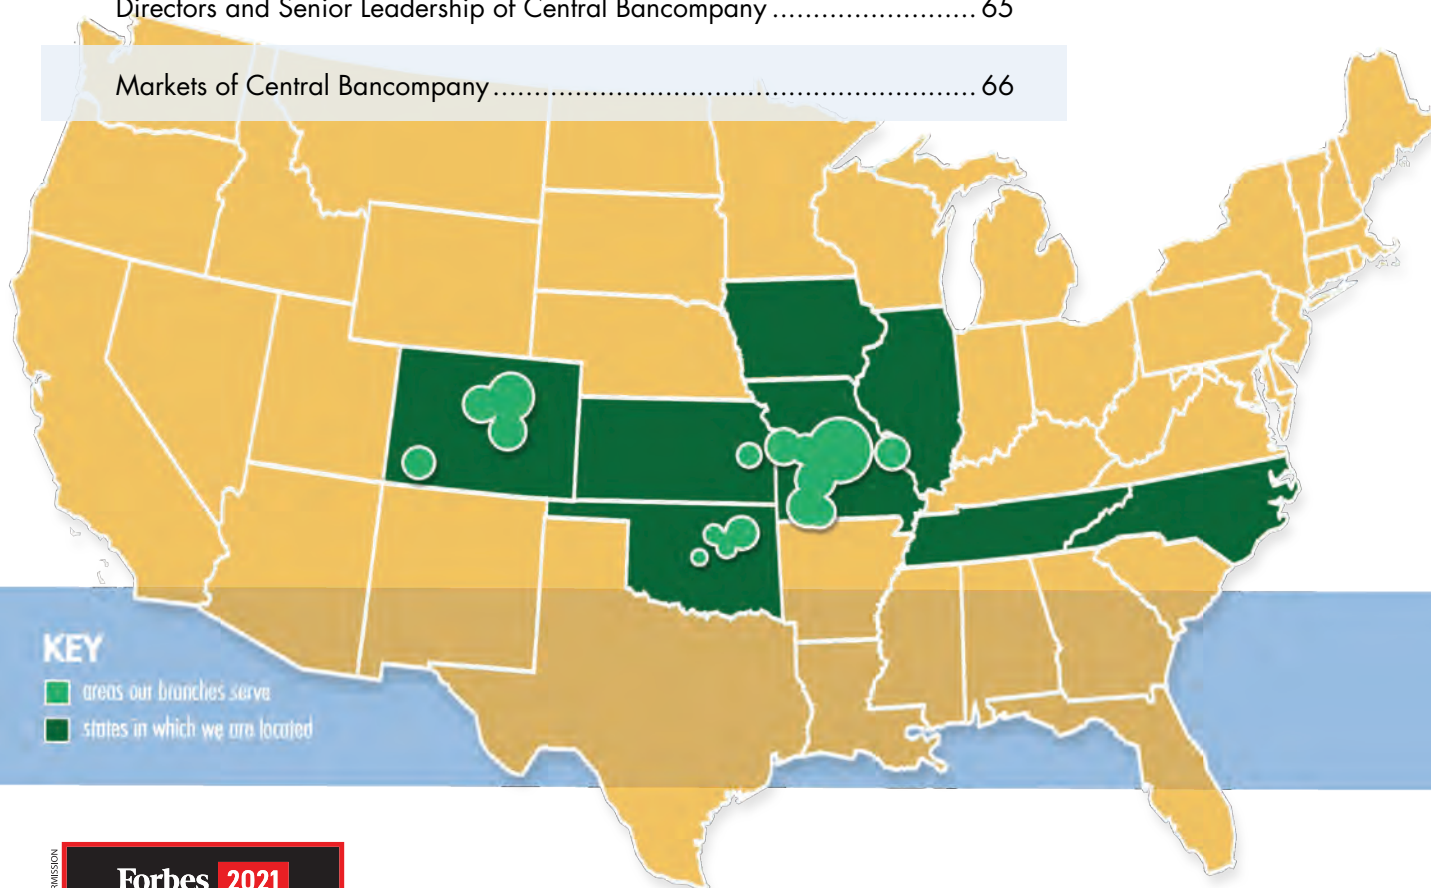 Directors and Senior Leadership of Central Bancompany ........................ 65
Markets of Central Bancompany.......................................................... 66
KEY
areas our branches serve
states in which we are located
Forbes 2021